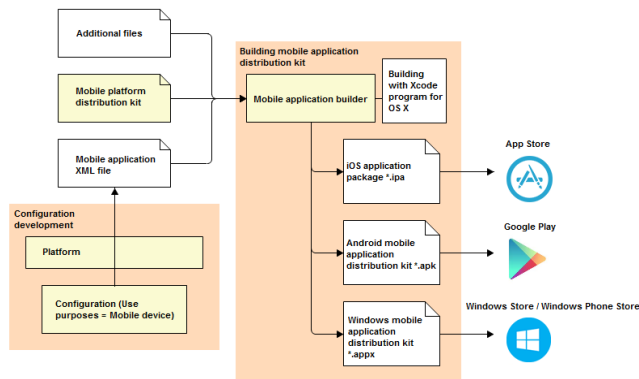 Additional files
Mobile platform
distribution kit
Mobile application
XML file
Configuration
development
Platform
Configuration (Use
purposes = Mobile device)
Building mobile application
distribution kit
Mobile application builder
Building
with Xcode
program for
OS X
iOS application
package *.ipa
Android mobile
application
distribution kit *.apk
Windows mobile
application
distribution kit
*.appx
App Store
Google Play
Windows Store / Windows Phone Store